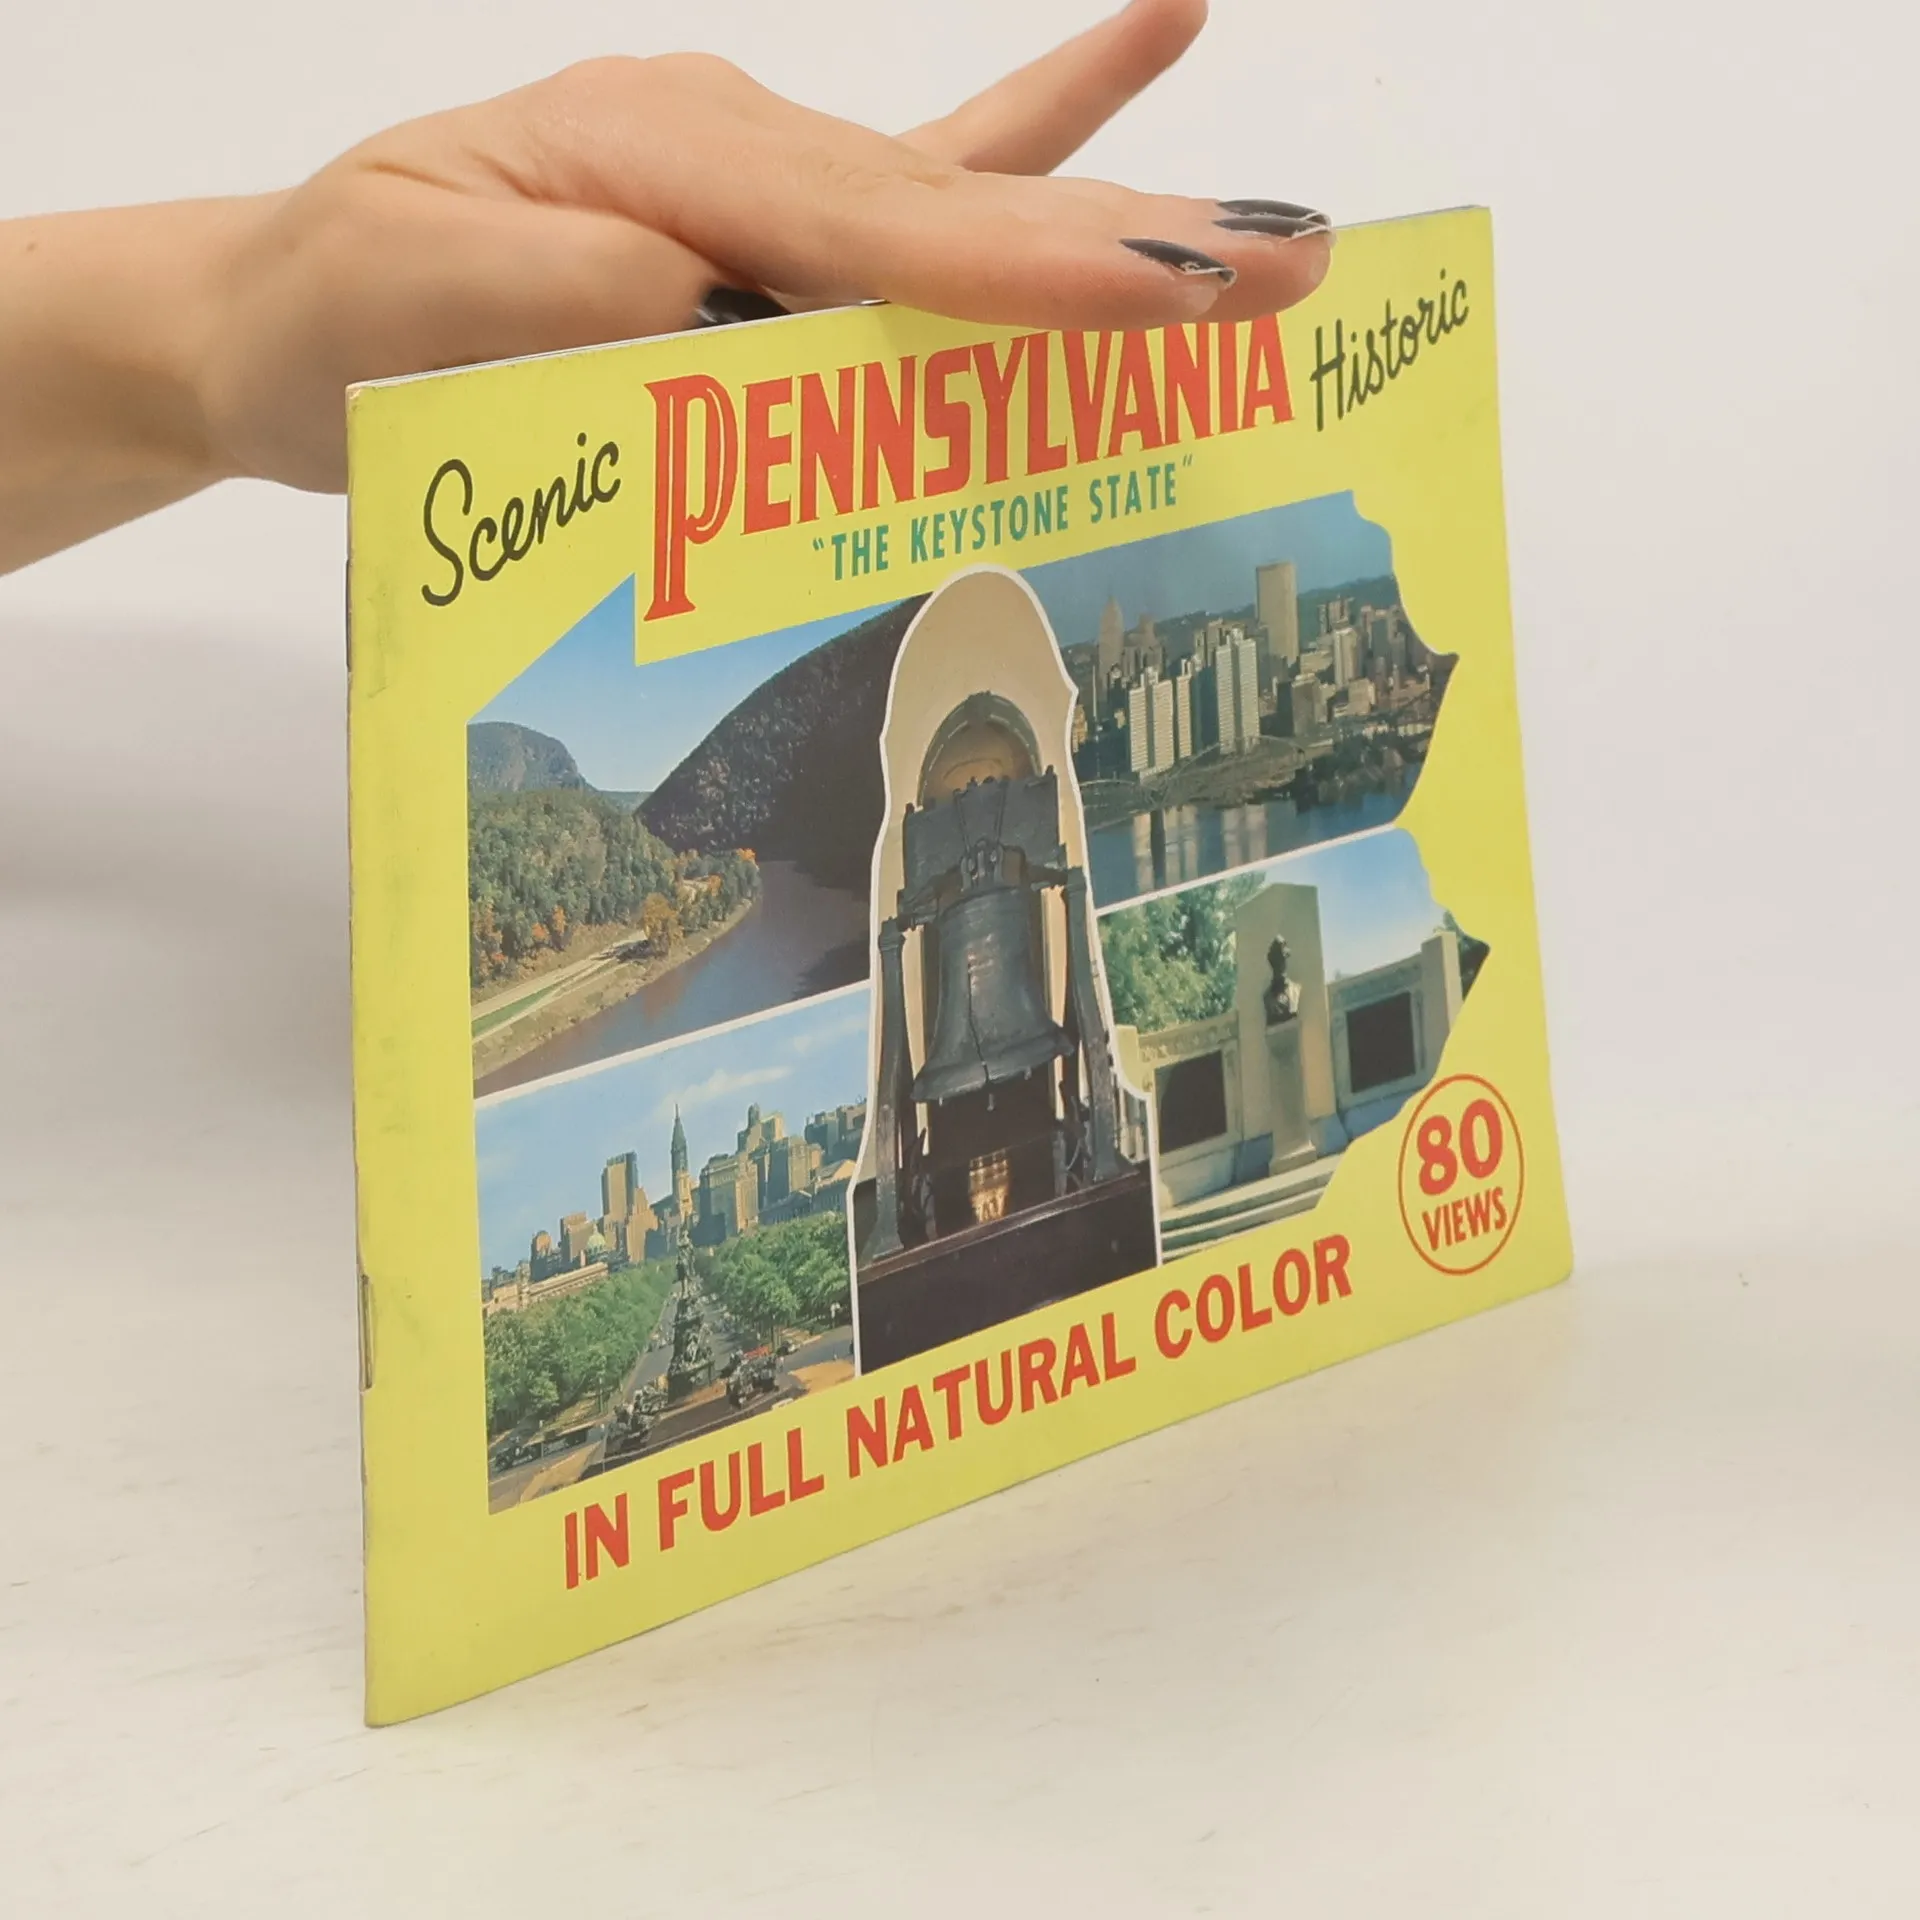 Scenic PENNSYLVANIA Historic
"THE KEYSTONE STATE"
80
VIEWS
IN FULL NATURAL COLOR